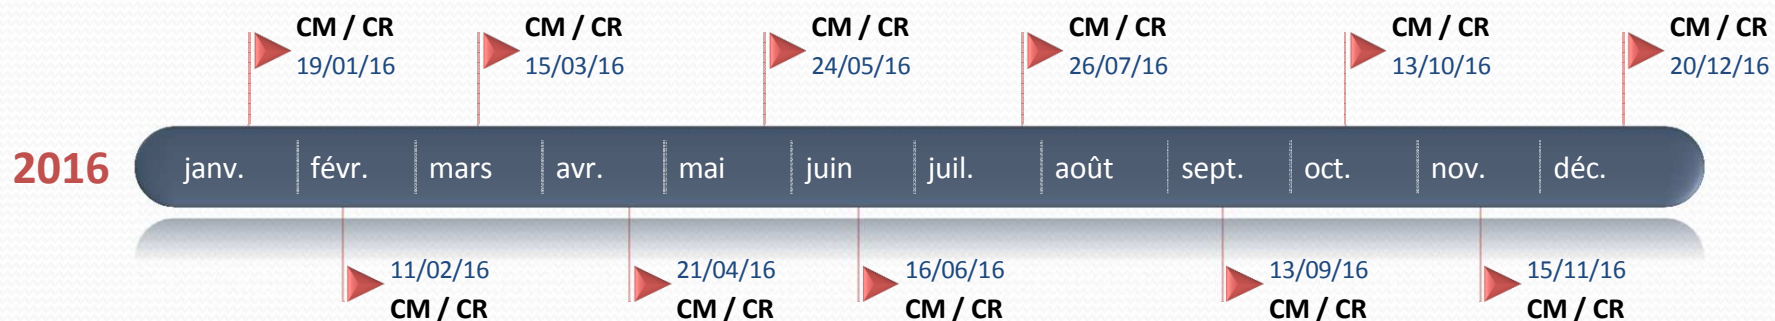 CM / CR
19/01/16
CM / CR
15/03/16
CM / CR
24/05/16
CM / CR
26/07/16
CM / CR
13/10/16
CM / CR
20/12/16
2016
janv. févr. mars avr. mai juin juil. août sept. oct. nov. déc.
11/02/16
CM / CR
21/04/16
CM / CR
16/06/16
CM / CR
13/09/16
CM / CR
15/11/16
CM / CR